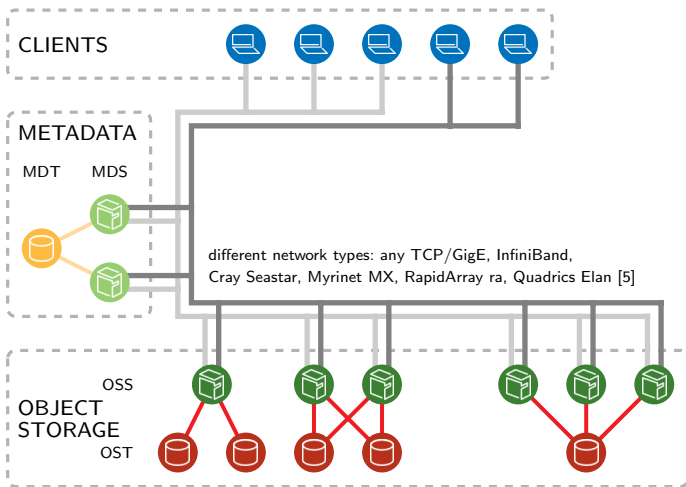 CLIENTS
METADATA
MDT MDS
different network types: any TCP/GigE, InfiniBand,
Cray Seastar, Myrinet MX, RapidArray ra, Quadrics Elan [5]
OSS
OBJECT
STORAGE
OST